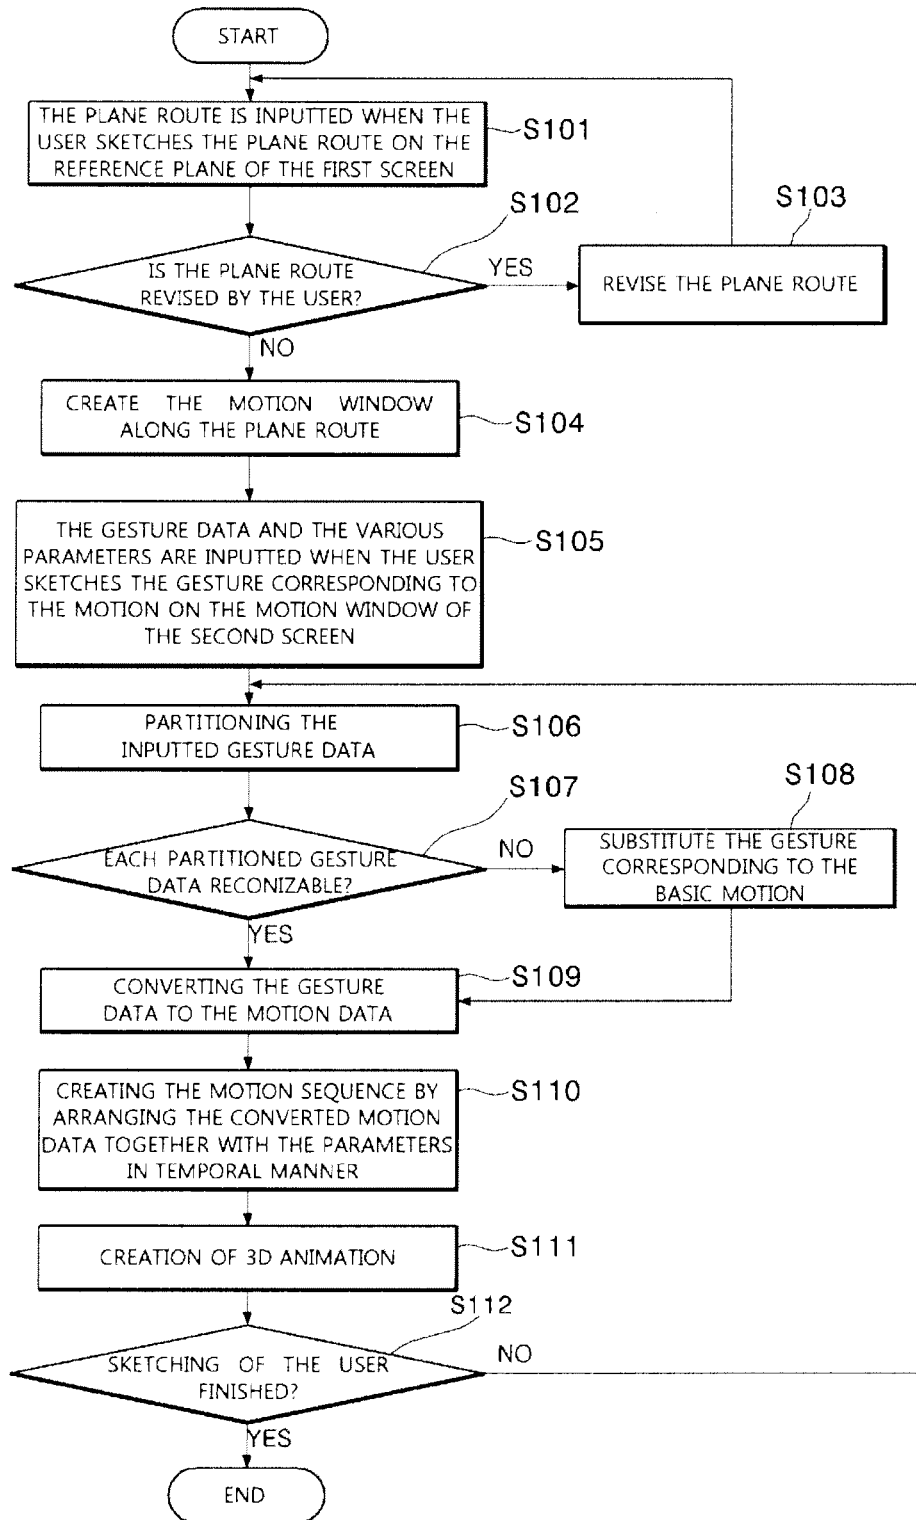 START
THE PLANE ROUTE IS INPUTTED WHEN THE
USER SKETCHES THE PLANE ROUTE ON THE
REFERENCE PLANE OF THE FIRST SCREEN
S101
S102
S103
IS THE PLANE ROUTE
REVISED BY THE USER?
YES
REVISE THE PLANE ROUTE
NO
CREATE THE MOTION WINDOW
ALONG THE PLANE ROUTE
S104
THE GESTURE DATA AND THE VARIOUS
PARAMETERS ARE INPUTTED WHEN THE USER
SKETCHES THE GESTURE CORRESPONDING TO
THE MOTION ON THE MOTION WINDOW OF
THE SECOND SCREEN
S105
PARTITIONING THE
INPUTTED GESTURE DATA
S106
S107
S108
EACH PARTITIONED GESTURE
DATA RECONIZABLE?
NO
SUBSTITUTE THE GESTURE
CORRESPONDING TO THE
BASIC MOTION
YES
CONVERTING THE GESTURE
DATA TO THE MOTION DATA
S109
CREATING THE MOTION SEQUENCE BY
ARRANGING THE CONVERTED MOTION
DATA TOGETHER WITH THE PARAMETERS
IN TEMPORAL MANNER
S110
CREATION OF 3D ANIMATION
S111
S112
SKETCHING OF THE USER
FINISHED?
NO
YES
END